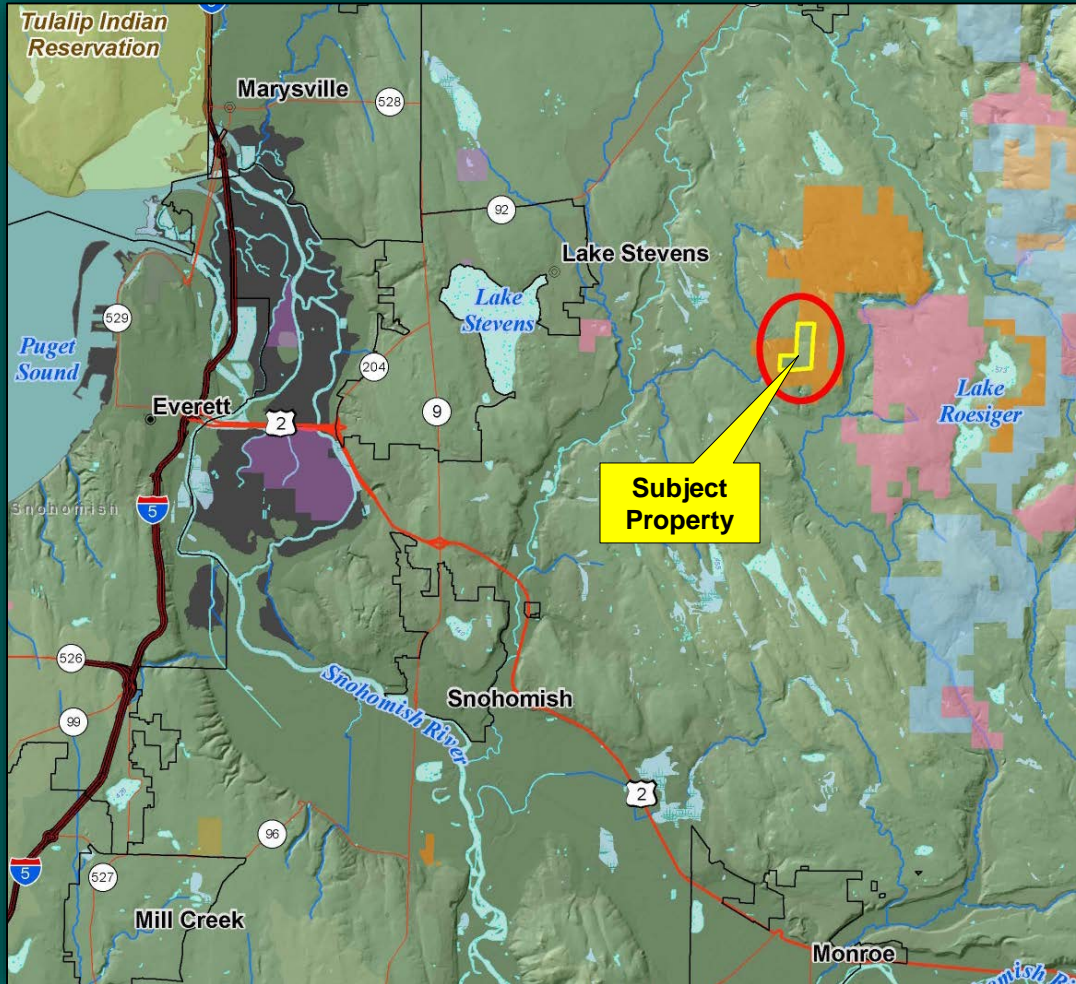 Tulalip Indian
Reservation
Marysville
528
92
Lake Stevens
Lake
Stevens
529
Puget
Sound
204
Everett
2
9
Lake
Roesiger
Subject
Property
Snohomish
5
526
Snohomish
Snohomish River
99
2
96
5
527
Mill Creek
Monroe